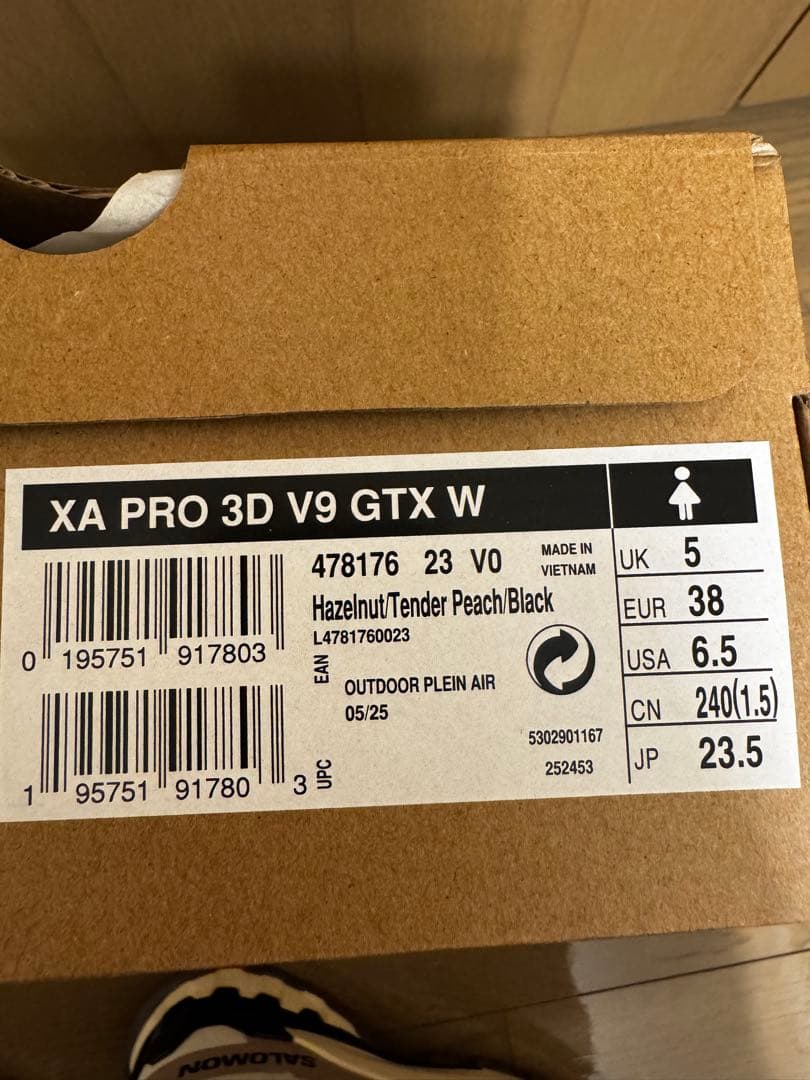 XA PRO 3D V9 GTX W
478176 23 V0
MADE IN
VIETNAM
Hazelnut/Tender Peach/Black
L4781760023
0 195751 917803
EAN
OUTDOOR PLEIN AIR
05/25
5302901167
252453
1 95751 91780 3
UPC
UK 5
EUR 38
USA 6.5
CN 240(1.5)
JP 23.5
SALOMON